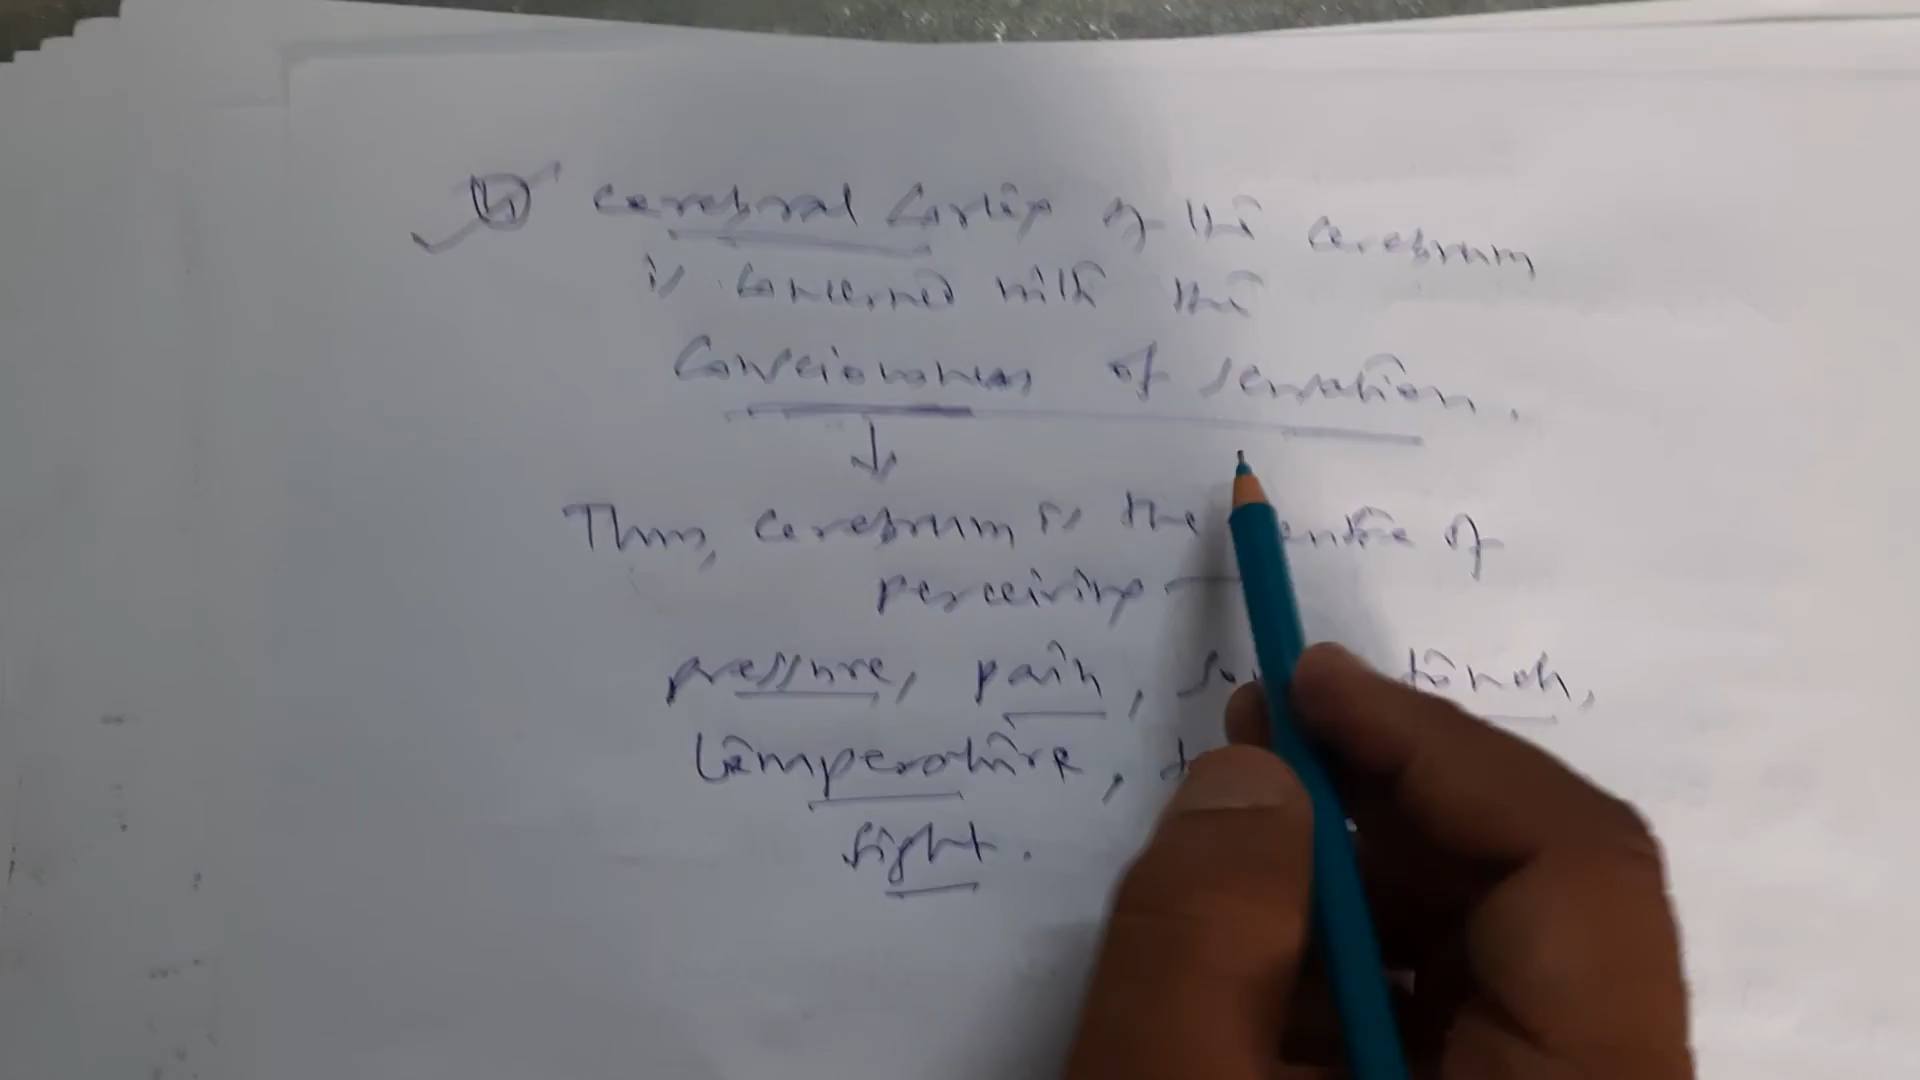 cerebral Cortex of the cerebrum
is concerned with the
Consciousness of sensation.
↓
Thus, cerebrum is the centre of
perceiving —
pressure, pain, touch,
temperature,
sight.